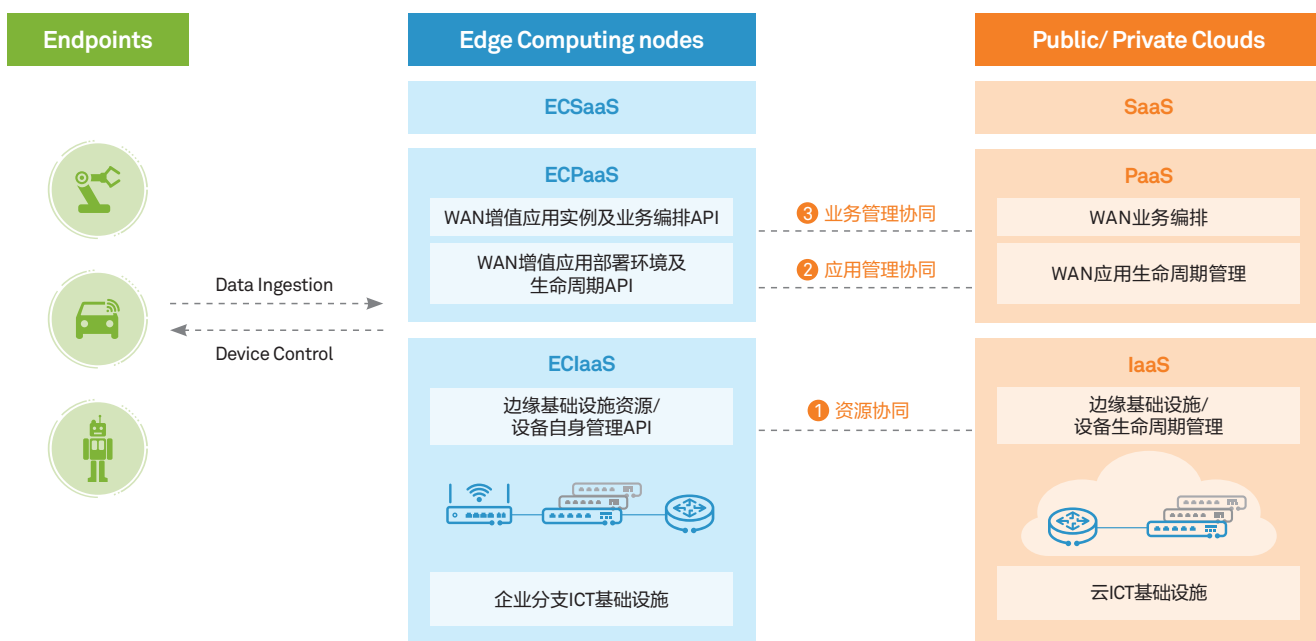 Endpoints
Data Ingestion
Device Control
Edge Computing nodes
ECSaaS
ECPaaS
WAN增值应用实例及业务编排API
WAN增值应用部署环境及
生命周期API
ECIaaS
边缘基础设施资源/
设备自身管理API
企业分支ICT基础设施
3 业务管理协同
2 应用管理协同
1 资源协同
Public/ Private Clouds
SaaS
PaaS
WAN业务编排
WAN应用生命周期管理
IaaS
边缘基础设施/
设备生命周期管理
云ICT基础设施